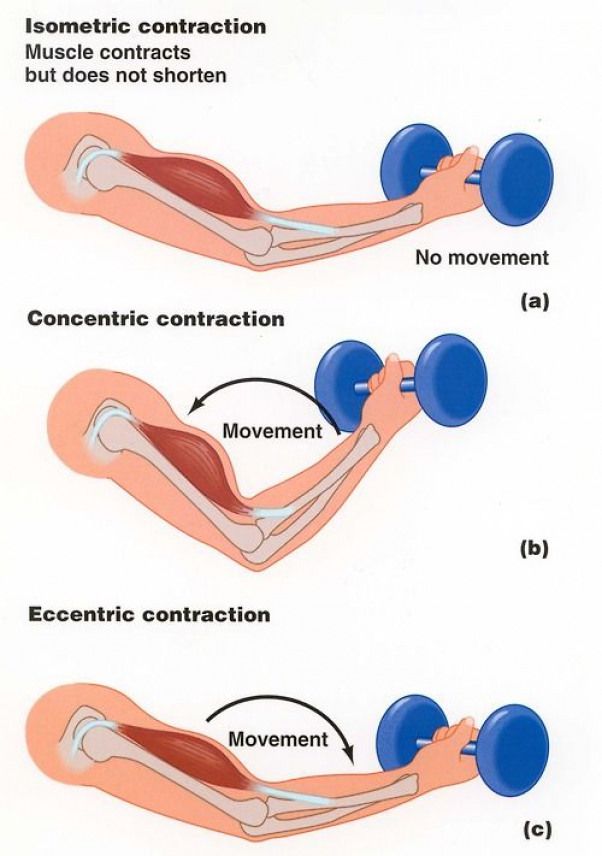 Isometric contraction
Muscle contracts
but does not shorten
No movement
(a)
Concentric contraction
Movement
(b)
Eccentric contraction
Movement
(c)